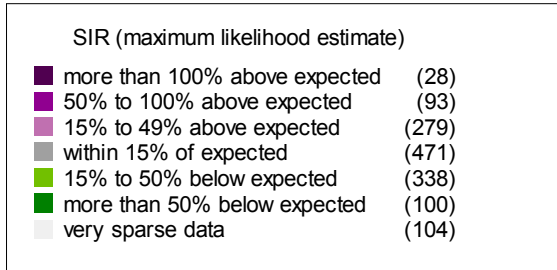 SIR (maximum likelihood estimate)
more than 100% above expected (28)
50% to 100% above expected (93)
15% to 49% above expected (279)
within 15% of expected (471)
15% to 50% below expected (338)
more than 50% below expected (100)
very sparse data (104)